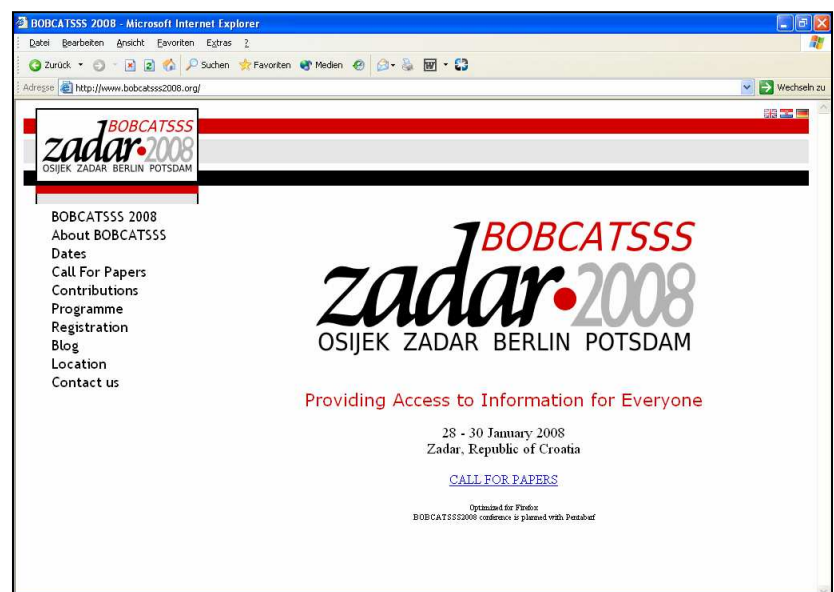 BOBCATSSS 2008 - Microsoft Internet Explorer
Datei Bearbeiten Ansicht Favoriten Extras ?
Zurück Suchen Favoriten Medien
Adresse http://www.bobcatsss2008.org/ Wechseln zu
BOBCATSSS
zadar•2008
OSIJEK ZADAR BERLIN POTSDAM
BOBCATSSS 2008
About BOBCATSSS
Dates
Call For Papers
Contributions
Programme
Registration
Blog
Location
Contact us
BOBCATSSS
zadar•2008
OSIJEK ZADAR BERLIN POTSDAM
Providing Access to Information for Everyone
28 - 30 January 2008
Zadar, Republic of Croatia
CALL FOR PAPERS
Optimized for Firefox
BOBCATSSS2008 conference is planned with Pentabarf